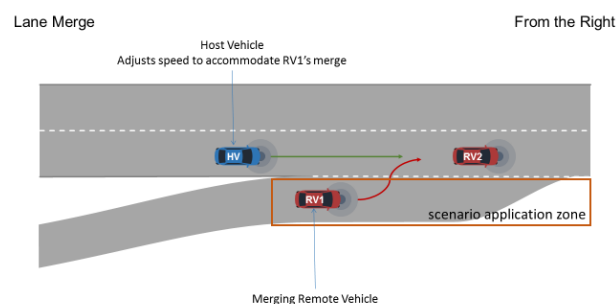 Lane Merge
From the Right
Host Vehicle
Adjusts speed to accommodate RV1's merge
HV
RV2
RV1
scenario application zone
Merging Remote Vehicle